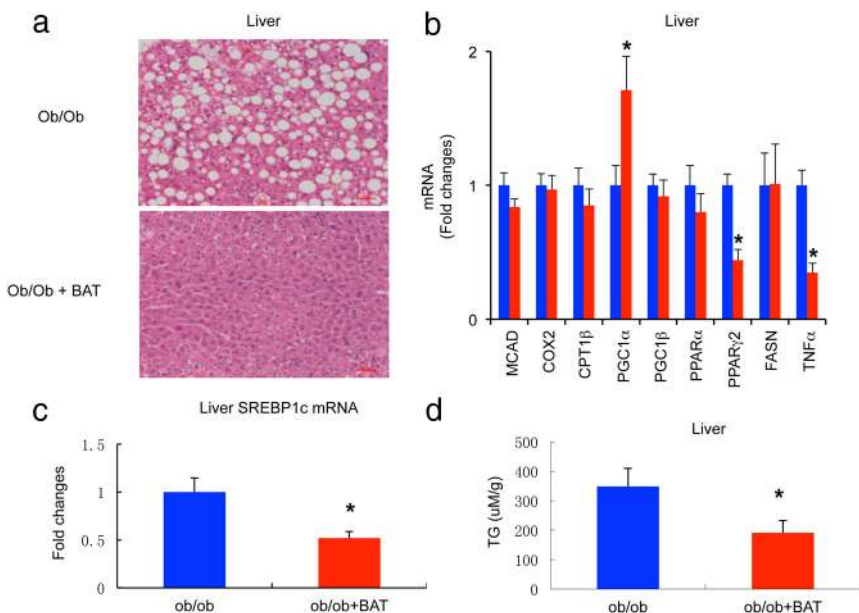 a
Liver
Ob/Ob
Ob/Ob + BAT
b
Liver
mRNA
(Fold changes)
2
1
0
*
*
*
MCAD
COX2
CPT1β
PGC1α
PGC1β
PPARα
PPARγ2
FASN
TNFα
c
Liver SREBP1c mRNA
Fold changes
1.5
1
0.5
0
*
ob/ob
ob/ob+BAT
d
Liver
TG (uM/g)
500
400
300
200
100
0
*
ob/ob
ob/ob+BAT